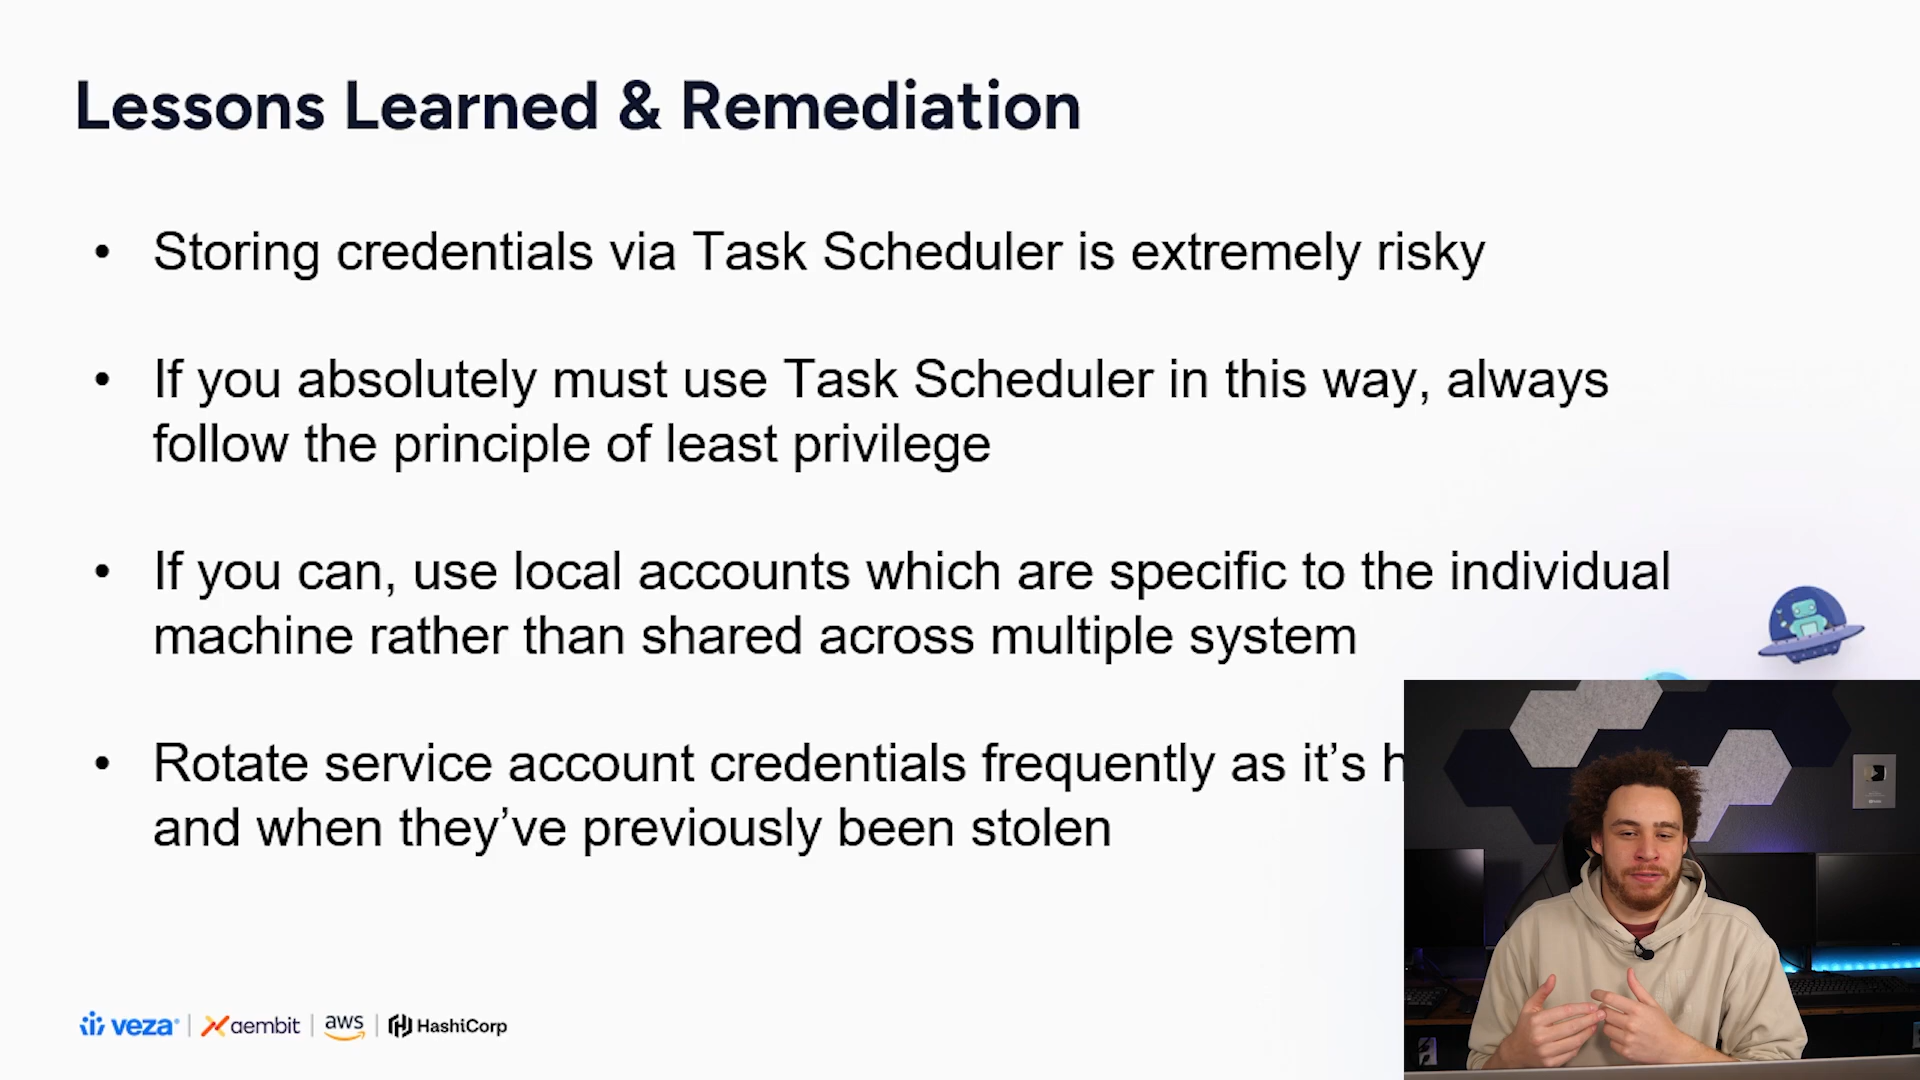 Lessons Learned & Remediation
• Storing credentials via Task Scheduler is extremely risky
• If you absolutely must use Task Scheduler in this way, always
follow the principle of least privilege
• If you can, use local accounts which are specific to the individual
machine rather than shared across multiple system
• Rotate service account credentials frequently as it’s
and when they’ve previously been stolen
veza | aembit | aws | HashiCorp